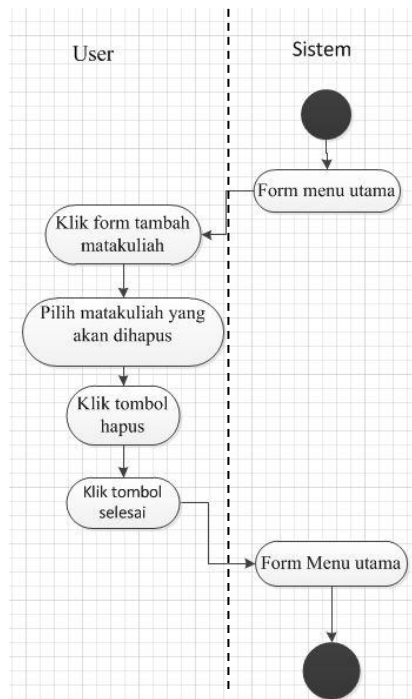 User
Sistem
Form menu utama
Klik form tambah
matakuliah
Pilih matakuliah yang
akan dihapus
Klik tombol
hapus
Klik tombol
selesai
Form Menu utama